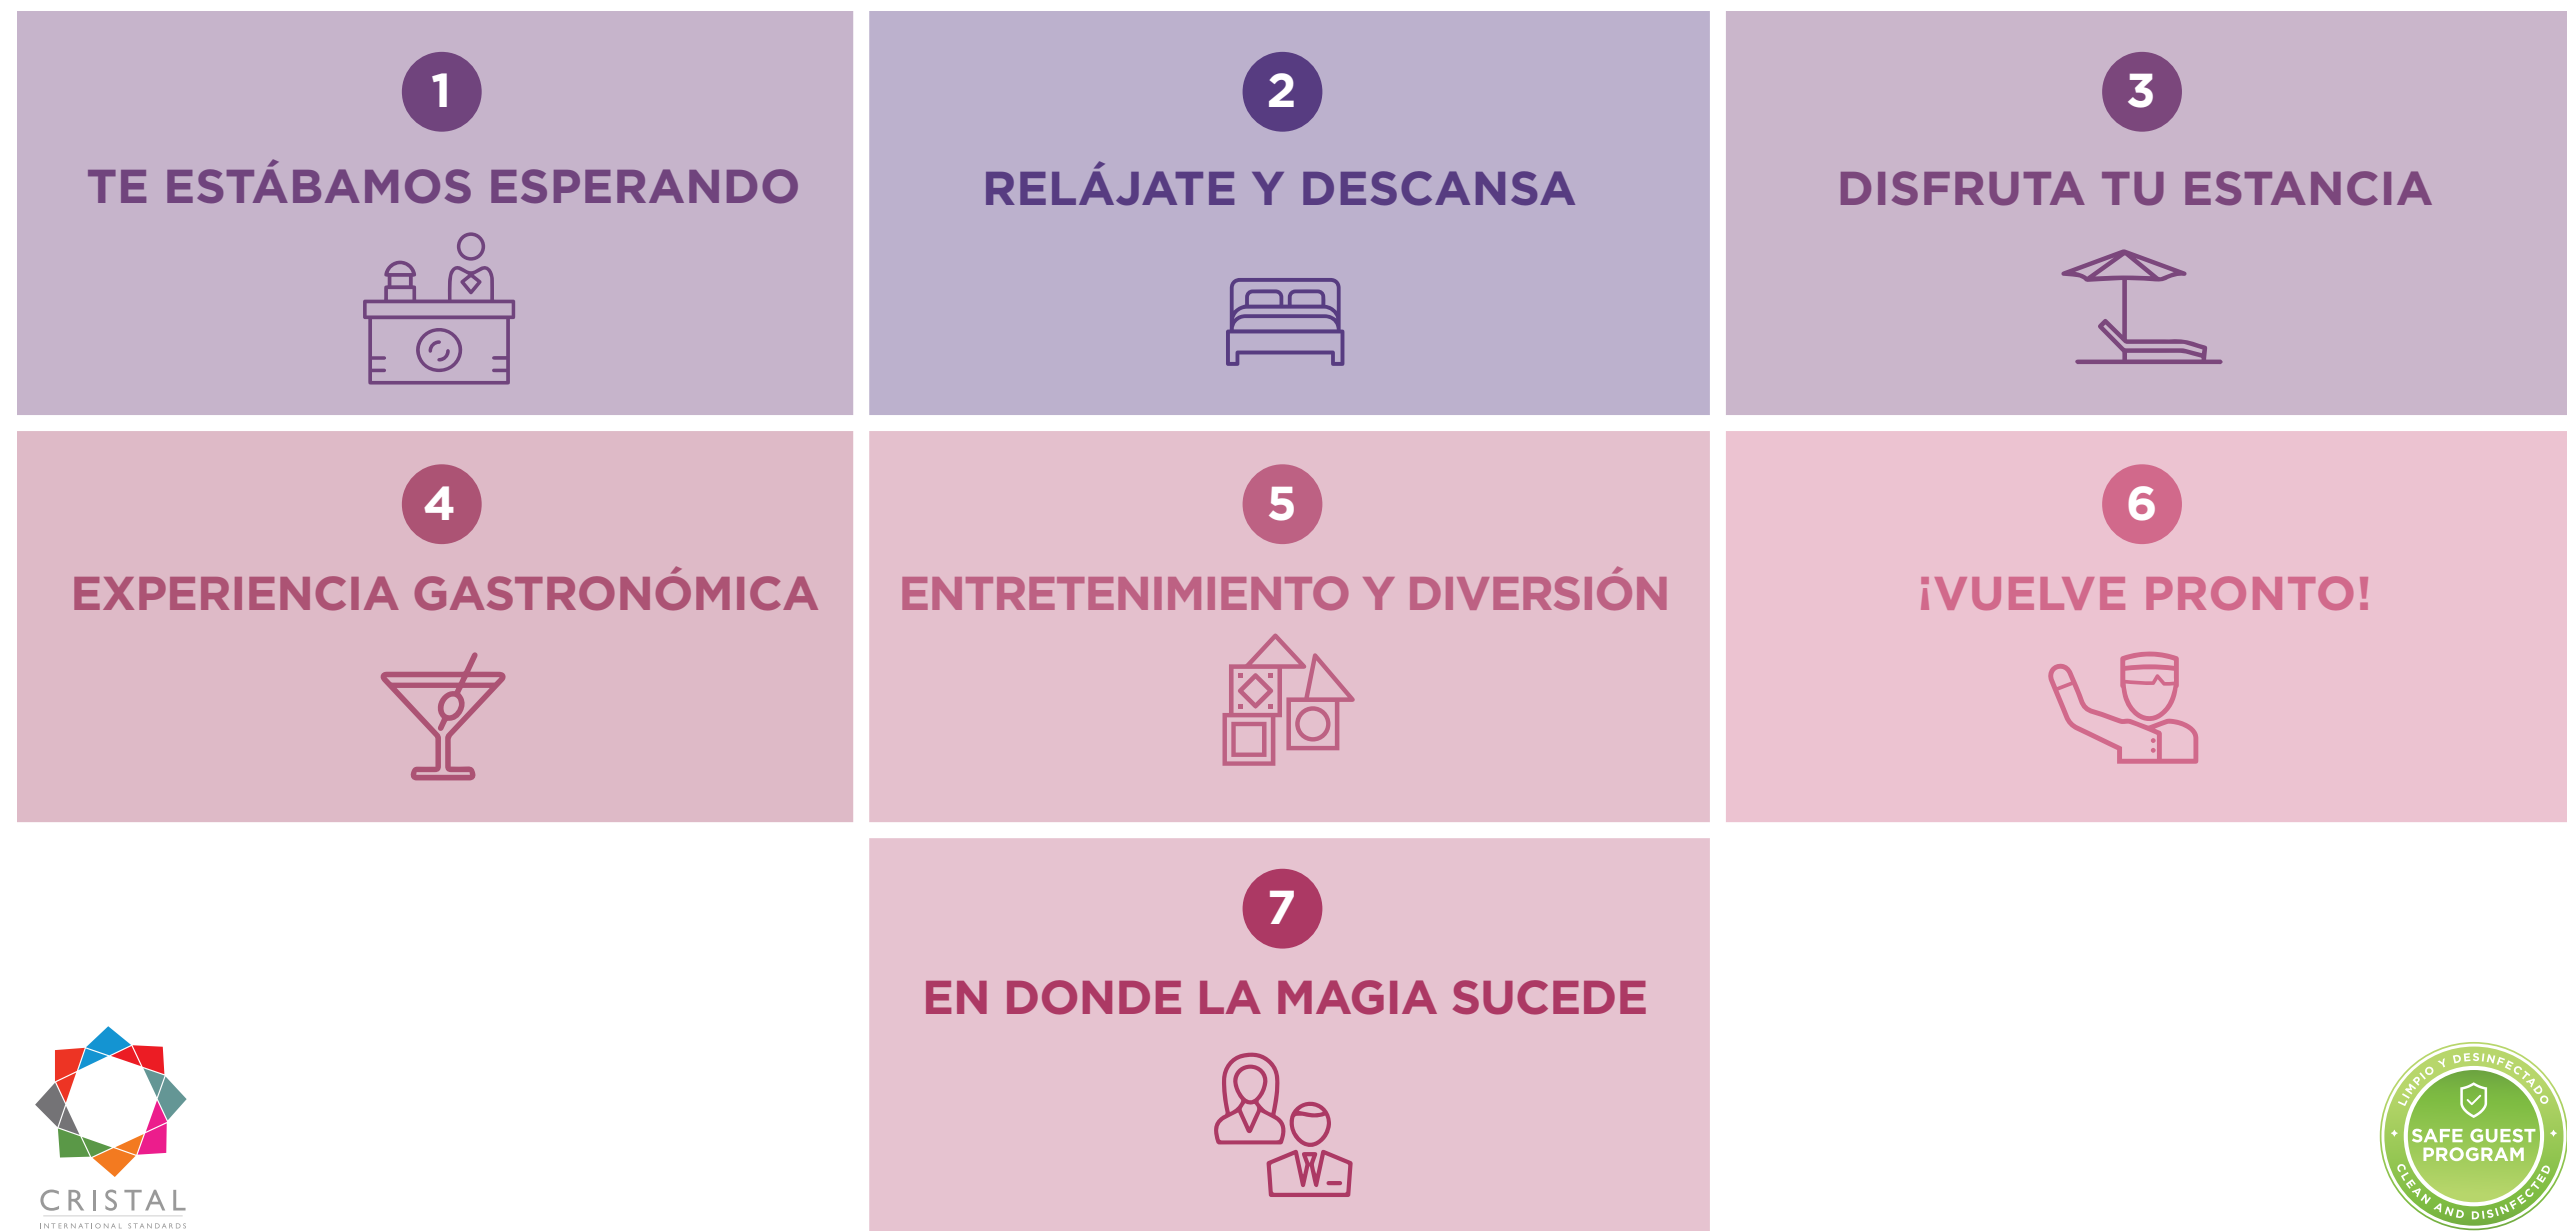 1
TE ESTÁBAMOS ESPERANDO
2
RELÁJATE Y DESCANSA
3
DISFRUTA TU ESTANCIA
4
EXPERIENCIA GASTRONÓMICA
5
ENTRETENIMIENTO Y DIVERSIÓN
6
¡VUELVE PRONTO!
7
EN DONDE LA MAGIA SUCEDE
CRISTAL
INTERNATIONAL STANDARDS
LIMPIO Y DESINFECTADO
SAFE GUEST
PROGRAM
CLEAN AND DISINFECTED